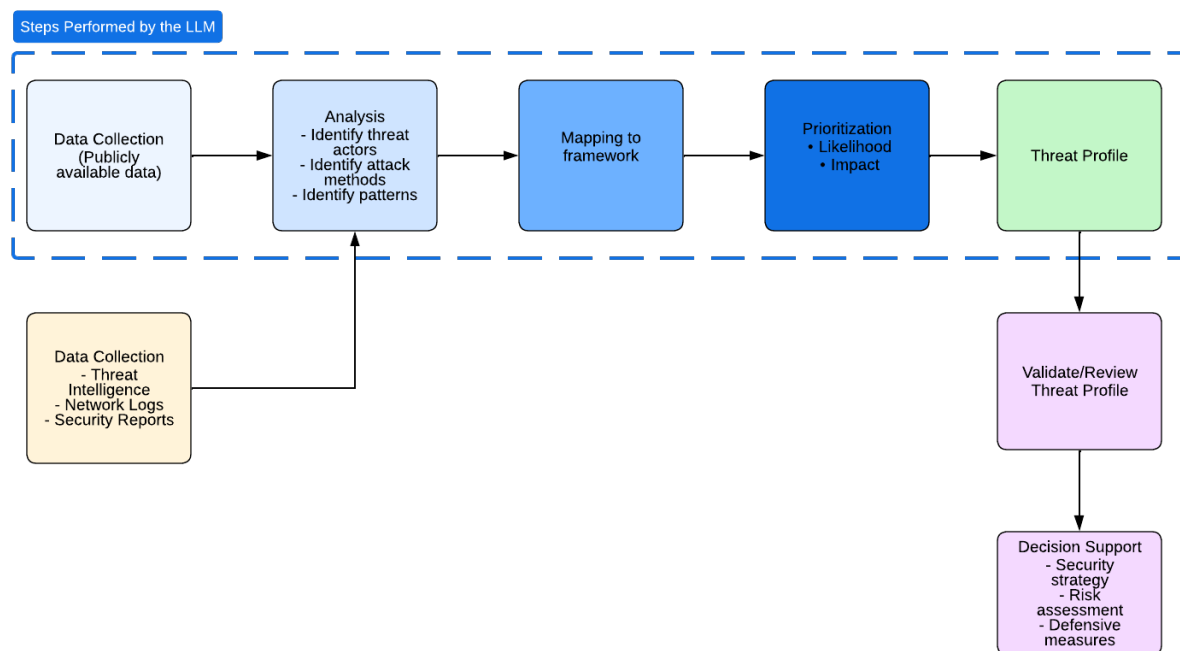 Steps Performed by the LLM
Data Collection
(Publicly
available data)
Analysis
- Identify threat
actors
- Identify attack
methods
- Identify patterns
Mapping to
framework
Prioritization
• Likelihood
• Impact
Threat Profile
Data Collection
- Threat
Intelligence
- Network Logs
- Security Reports
Validate/Review
Threat Profile
Decision Support
- Security
strategy
- Risk
assessment
- Defensive
measures